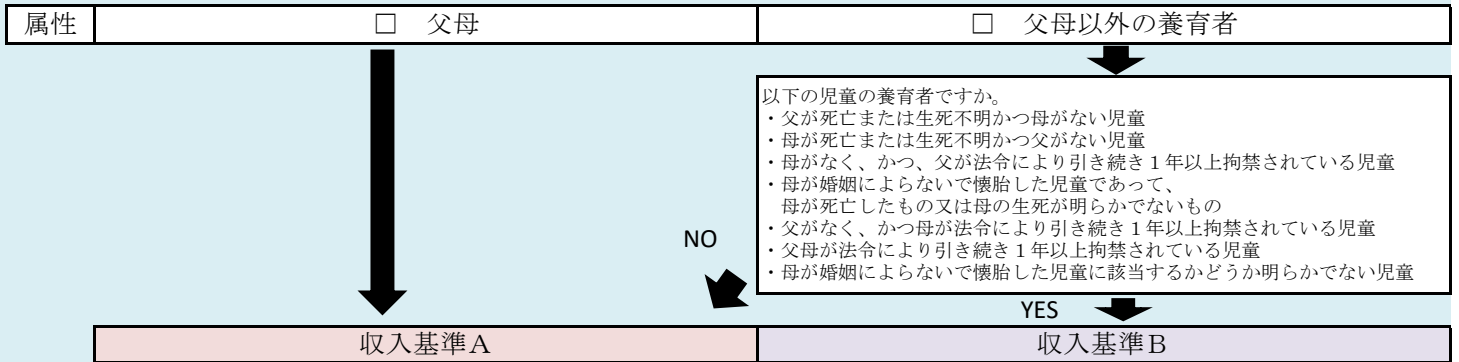 属性
□　父母
□　父母以外の養育者
以下の児童の養育者ですか。
・父が死亡または生死不明かつ母がない児童
・母が死亡または生死不明かつ父がない児童
・母がなく、かつ、父が法令により引き続き１年以上拘禁されている児童
・母が婚姻によらないで懐胎した児童であって、
　母が死亡したもの又は母の生死が明らかでないもの
・父がなく、かつ母が法令により引き続き１年以上拘禁されている児童
・父母が法令により引き続き１年以上拘禁されている児童
・母が婚姻によらないで懐胎した児童に該当するかどうか明らかでない児童
NO
YES
収入基準Ａ
収入基準Ｂ